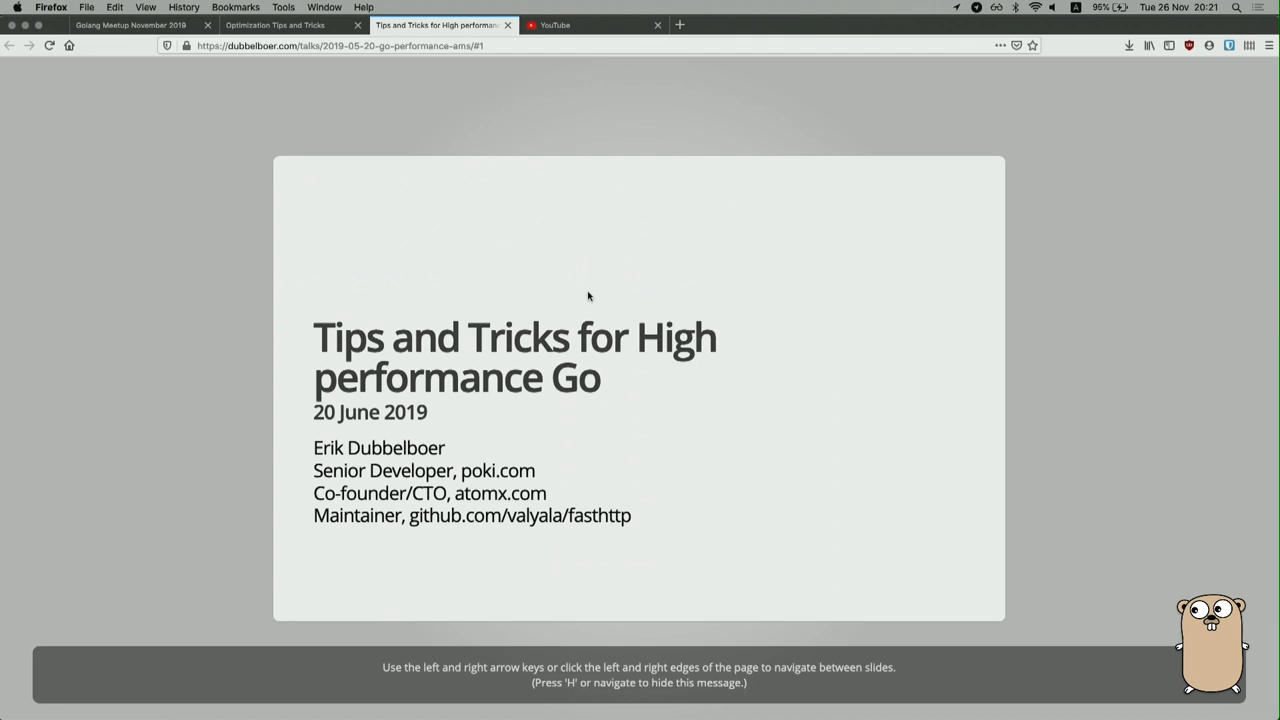 Firefox File Edit View History Bookmarks Tools Window Help 95% Tue 26 Nov 20:21
Golang Meetup November 2019 Optimization Tips and Tricks Tips and Tricks for High performanc YouTube
https://dubbelboer.com/talks/2019-05-20-go-performance-ams/#1
Tips and Tricks for High
performance Go
20 June 2019
Erik Dubbelboer
Senior Developer, poki.com
Co-founder/CTO, atomx.com
Maintainer, github.com/valyala/fasthttp
Use the left and right arrow keys or click the left and right edges of the page to navigate between slides.
(Press 'H' or navigate to hide this message.)